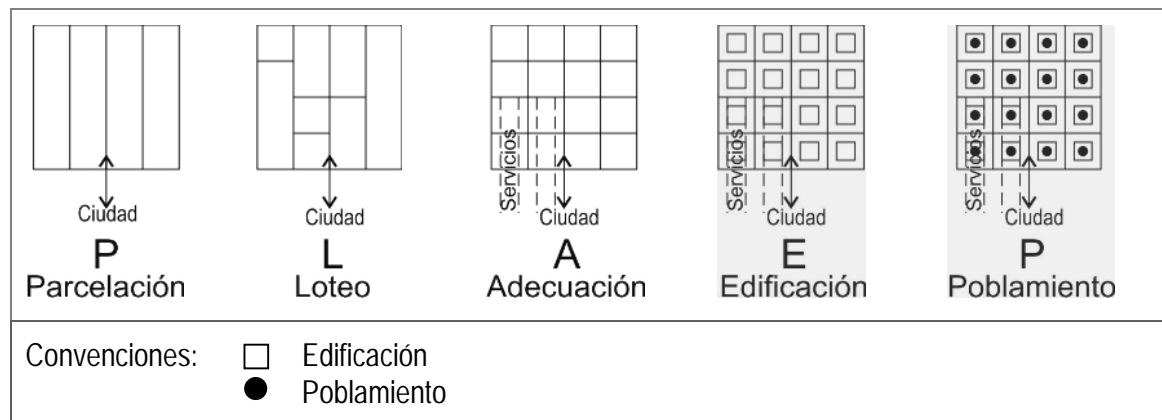 Ciudad
P
Parcelación
Ciudad
L
Loteo
Servicios
Ciudad
A
Adecuación
Servicios
Ciudad
E
Edificación
Servicios
Ciudad
P
Poblamiento
Convenciones:
Edificación
Poblamiento